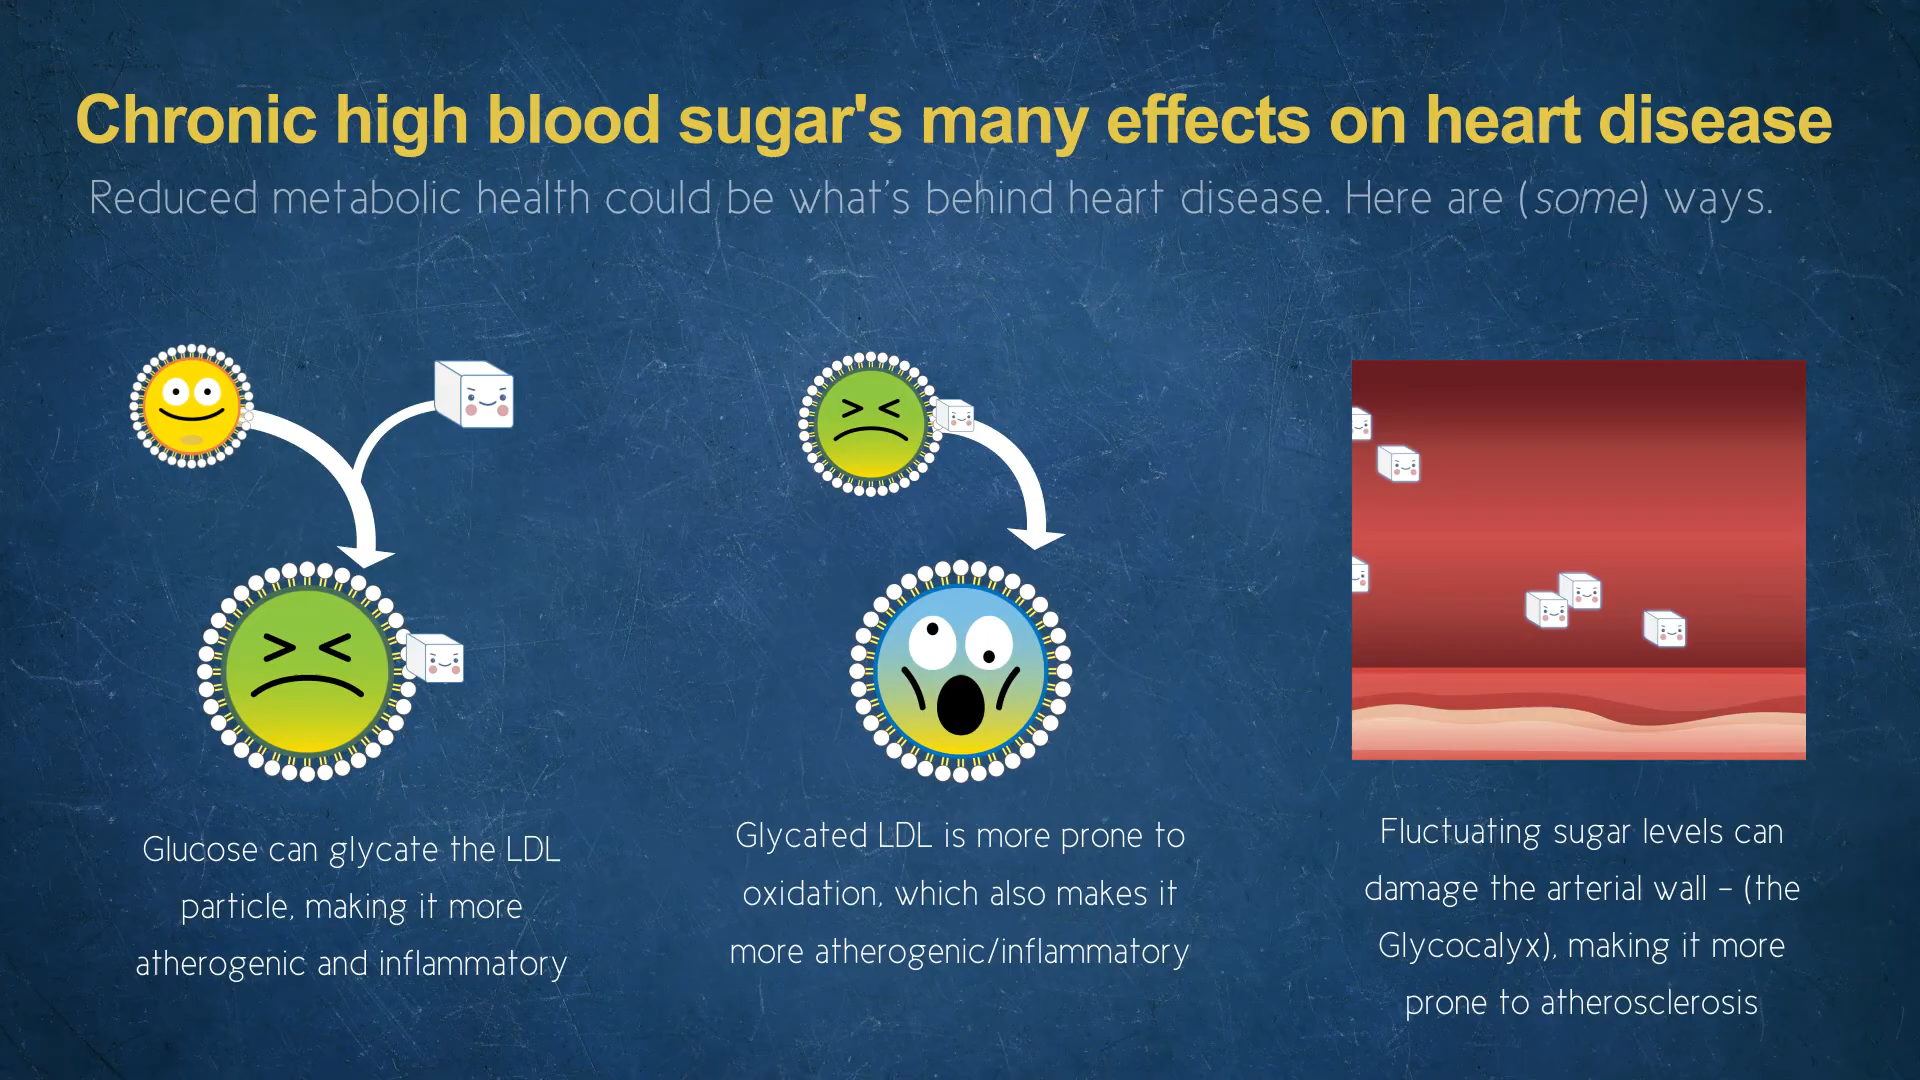 Chronic high blood sugar's many effects on heart disease
Reduced metabolic health could be what's behind heart disease. Here are (some) ways.
Glucose can glycate the LDL
particle, making it more
atherogenic and inflammatory
Glycated LDL is more prone to
oxidation, which also makes it
more atherogenic/inflammatory
Fluctuating sugar levels can
damage the arterial wall - (the
Glycocalyx), making it more
prone to atherosclerosis